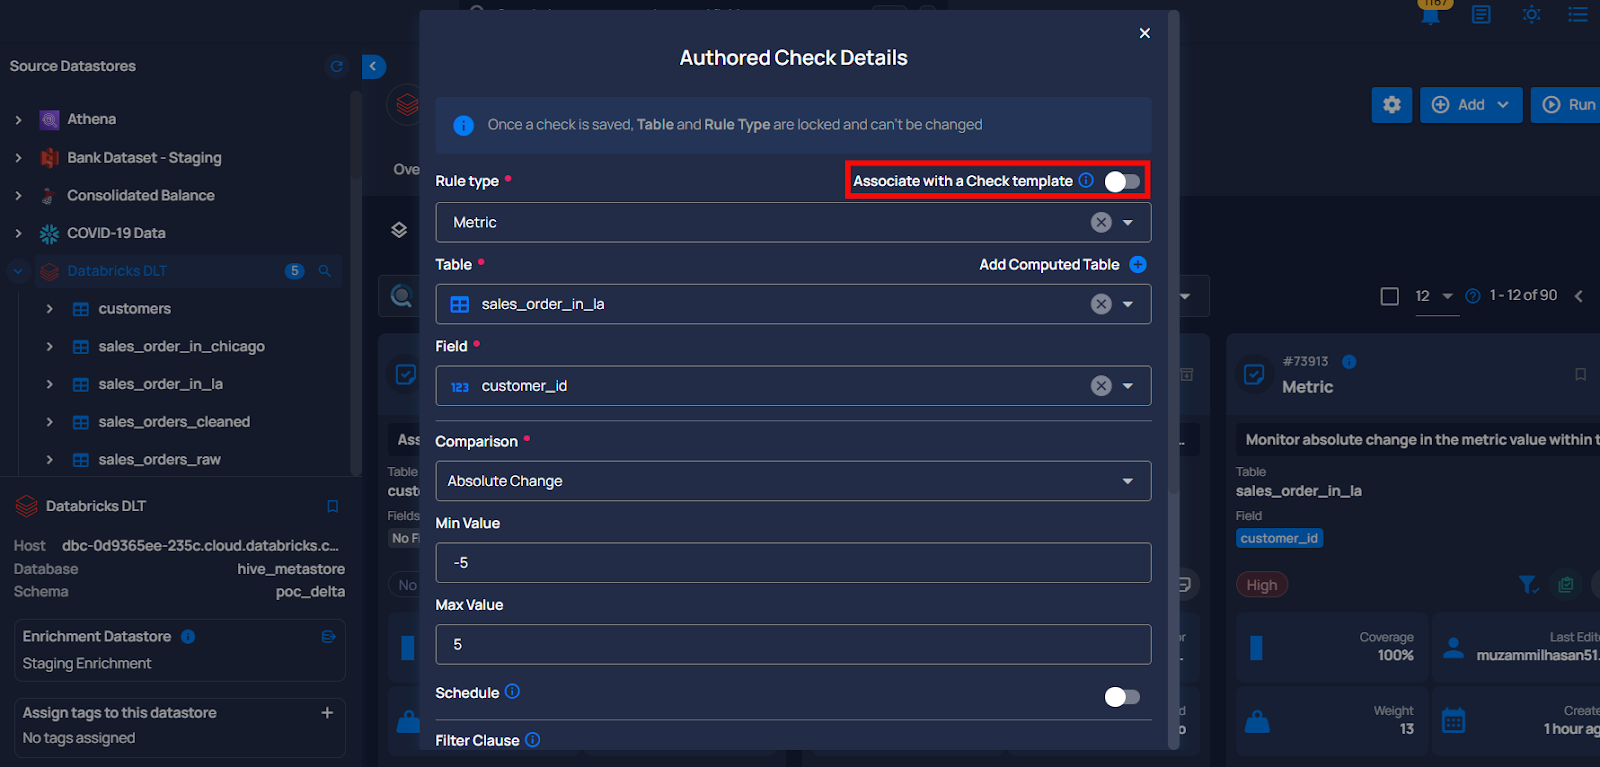 1167
Source Datastores
Athena
Bank Dataset - Staging
Consolidated Balance
COVID-19 Data
Databricks DLT 5
customers
sales_order_in_chicago
sales_order_in_la
sales_orders_cleaned
sales_orders_raw
Databricks DLT
Host dbc-0d9365ee-235c.cloud.databricks.c...
Database hive_metastore
Schema poc_delta
Enrichment Datastore
Staging Enrichment
Assign tags to this datastore +
No tags assigned
Authored Check Details
Once a check is saved, Table and Rule Type are locked and can't be changed
Rule type • Associate with a Check template
Metric
Table • Add Computed Table
sales_order_in_la
Field •
123 customer_id
Comparison •
Absolute Change
Min Value
-5
Max Value
5
Schedule
Filter Clause
Ove
Table
Fields
No
Add
Run
12 1 - 12 of 90
#73913
Metric
Monitor absolute change in the metric value within
Table
sales_order_in_la
Field
customer_id
High
Coverage
100%
Last Edit
muzammilhasan51.
Weight
13
Create
1 hour ag